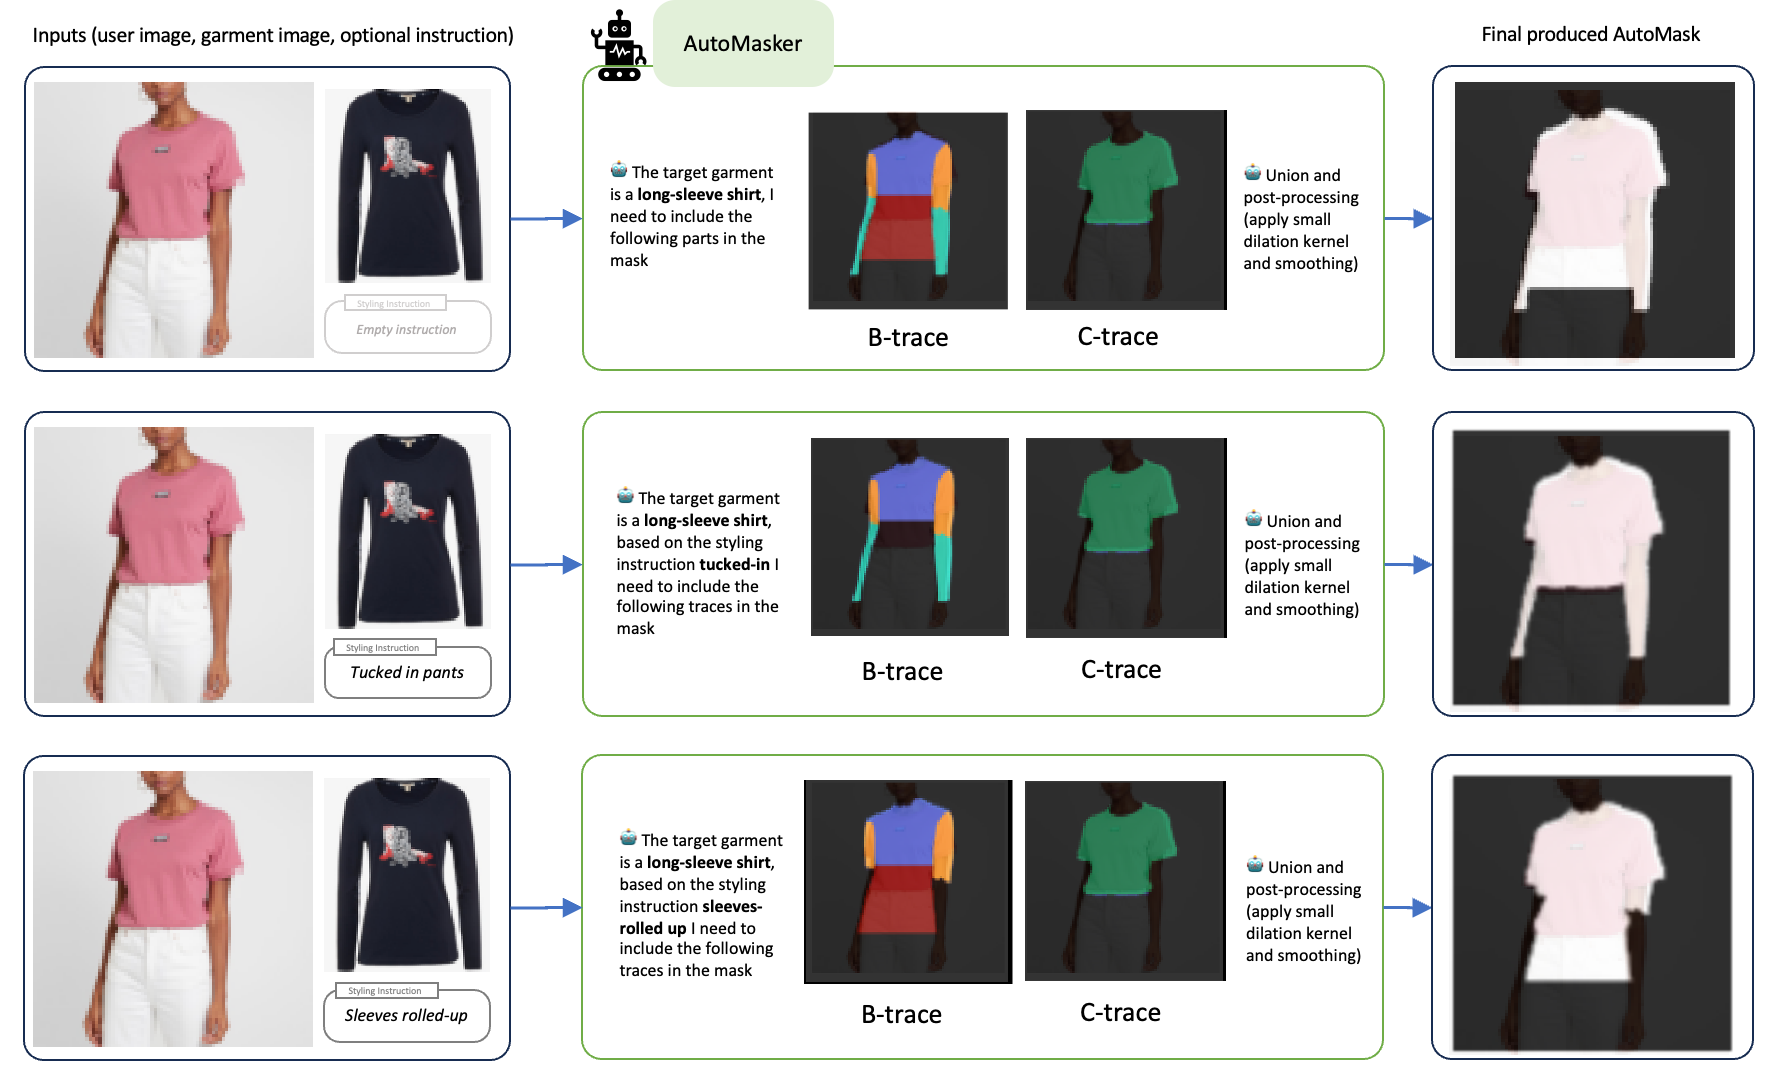 Inputs (user image, garment image, optional instruction)
AutoMasker
Final produced AutoMask
Styling Instruction
Empty instruction
The target garment
is a long-sleeve shirt, I
need to include the
following parts in the
mask
B-trace
C-trace
Union and
post-processing
(apply small
dilation kernel
and smoothing)
Styling Instruction
Tucked in pants
The target garment
is a long-sleeve shirt,
based on the styling
instruction tucked-in I
need to include the
following traces in the
mask
B-trace
C-trace
Union and
post-processing
(apply small
dilation kernel
and smoothing)
Styling Instruction
Sleeves rolled-up
The target garment
is a long-sleeve shirt,
based on the styling
instruction sleeves-
rolled up I need to
include the following
traces in the mask
B-trace
C-trace
Union and
post-processing
(apply small
dilation kernel
and smoothing)